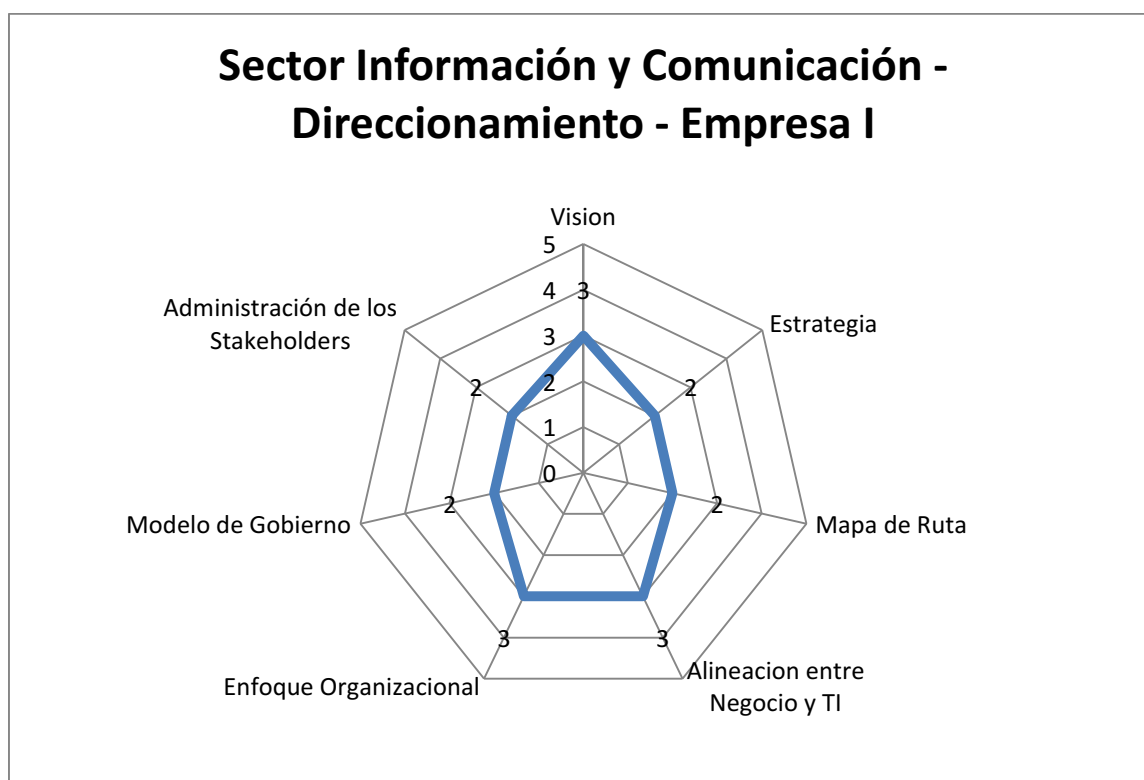 Sector Información y Comunicación -
Direccionamiento - Empresa I
Vision
5
4
3
3
Administración de los
Stakeholders
Estrategia
3
2
2
2
1
0
Modelo de Gobierno
2
2
Mapa de Ruta
3
3
Enfoque Organizacional
Alineacion entre
Negocio y TI